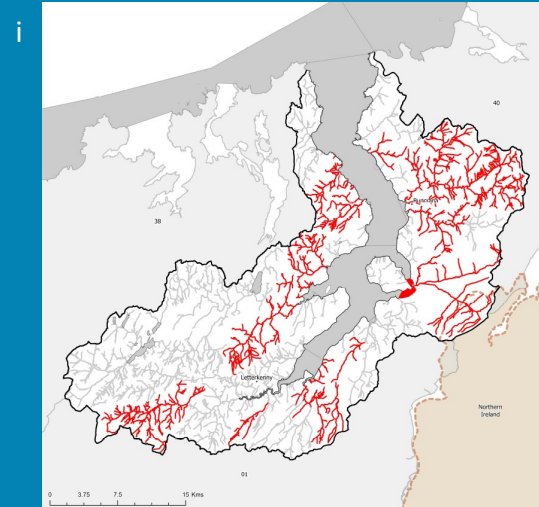 i
40
38
Buncrana
Letterkenny
Northern
Ireland
01
0 3.75 7.5 15 Kms